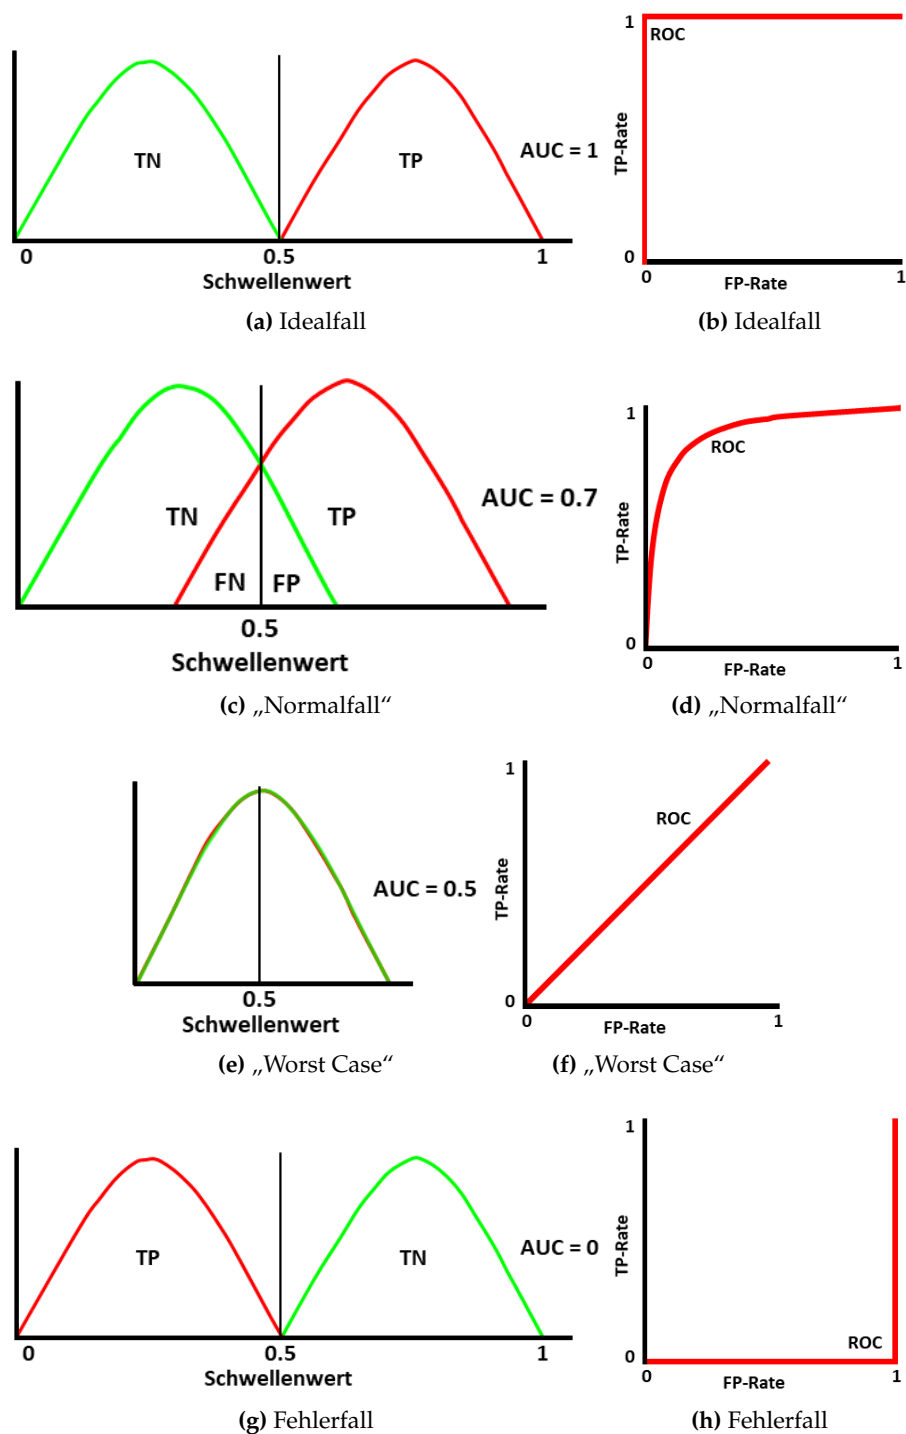 TN
TP
AUC = 1
0
0.5
1
Schwellenwert
(a) Idealfall
1
ROC
TP-Rate
0
0
FP-Rate
1
(b) Idealfall
TN
TP
FN
FP
AUC = 0.7
0.5
Schwellenwert
(c) „Normalfall“
1
ROC
TP-Rate
0
0
FP-Rate
1
(d) „Normalfall“
AUC = 0.5
0.5
Schwellenwert
(e) „Worst Case“
1
ROC
TP-Rate
0
0
FP-Rate
1
(f) „Worst Case“
TP
TN
AUC = 0
0
0.5
1
Schwellenwert
(g) Fehlerfall
1
TP-Rate
ROC
0
0
FP-Rate
1
(h) Fehlerfall